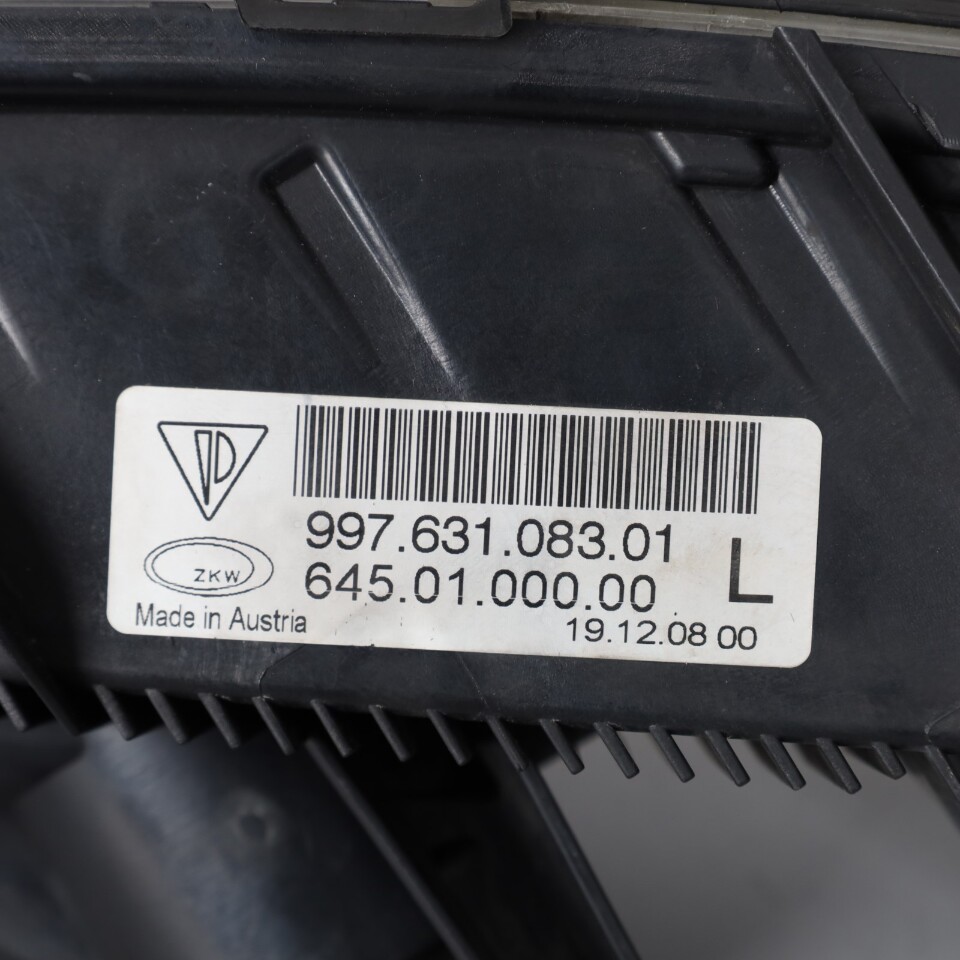 997.631.083.01
645.01.000.00 L
ZKW
Made in Austria
19.12.08 00